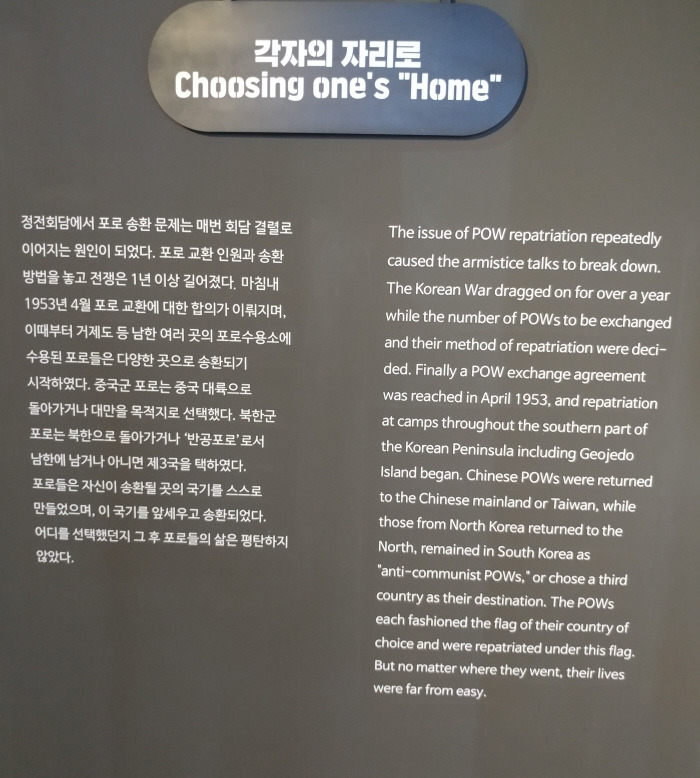 각자의 자리로
Choosing one's "Home"
정전회담에서 포로 송환 문제는 매번 회담 결렬로
이어지는 원인이 되었다. 포로 교환 인원과 송환
방법을 놓고 전쟁은 1년 이상 길어졌다. 마침내
1953년 4월 포로 교환에 대한 합의가 이뤄지며,
이때부터 거제도 등 남한 여러 곳의 포로수용소에
수용된 포로들은 다양한 곳으로 송환되기
시작하였다. 중국군 포로는 중국 대륙으로
돌아가거나 대만을 목적지로 선택했다. 북한군
포로는 북한으로 돌아가거나 ‘반공포로’로서
남한에 남거나 아니면 제3국을 택하였다.
포로들은 자신이 송환될 곳의 국기를 스스로
만들었으며, 이 국기를 앞세우고 송환되었다.
어디를 선택했던지 그 후 포로들의 삶은 평탄하지
않았다.
The issue of POW repatriation repeatedly
caused the armistice talks to break down.
The Korean War dragged on for over a year
while the number of POWs to be exchanged
and their method of repatriation were deci-
ded. Finally a POW exchange agreement
was reached in April 1953, and repatriation
at camps throughout the southern part of
the Korean Peninsula including Geojedo
Island began. Chinese POWs were returned
to the Chinese mainland or Taiwan, while
those from North Korea returned to the
North, remained in South Korea as
"anti-communist POWs," or chose a third
country as their destination. The POWs
each fashioned the flag of their country of
choice and were repatriated under this flag.
But no matter where they went, their lives
were far from easy.